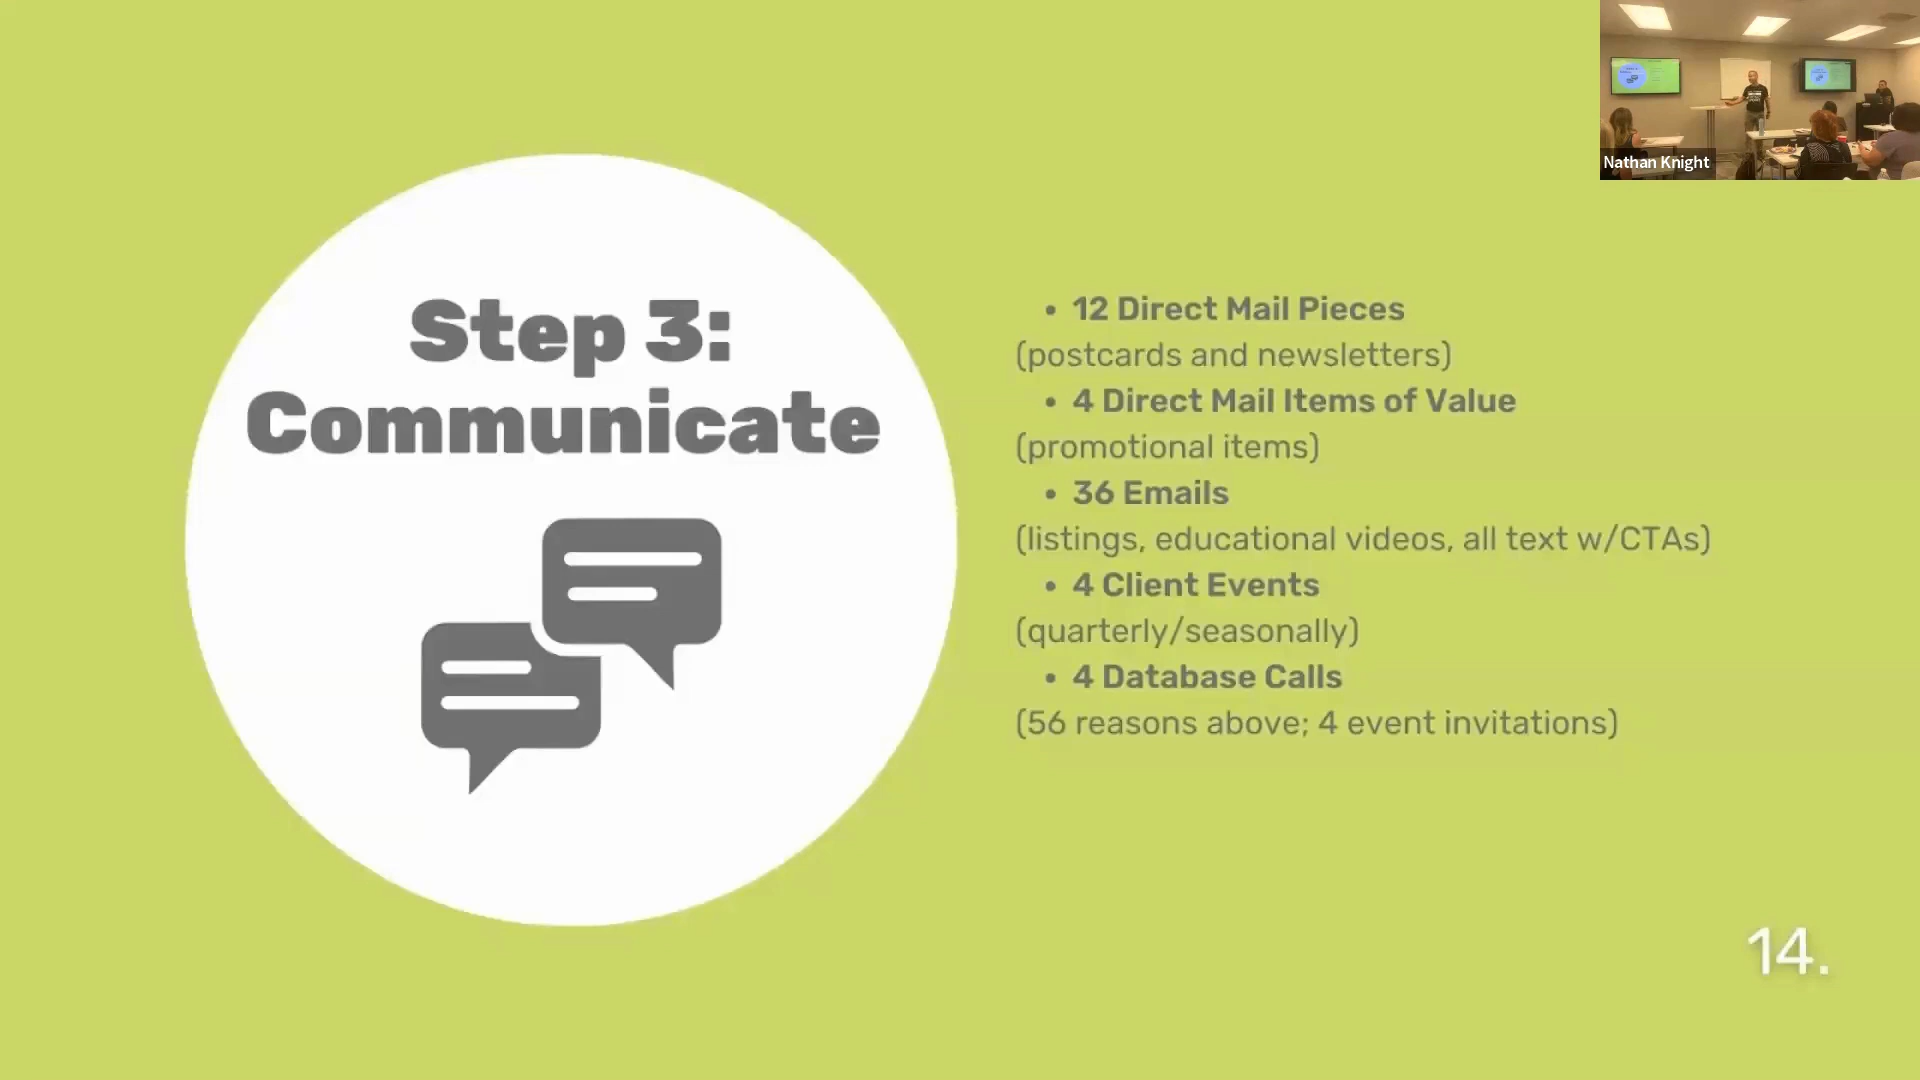 Step 3:
Communicate
• 12 Direct Mail Pieces
(postcards and newsletters)
• 4 Direct Mail Items of Value
(promotional items)
• 36 Emails
(listings, educational videos, all text w/CTAs)
• 4 Client Events
(quarterly/seasonally)
• 4 Database Calls
(56 reasons above; 4 event invitations)
14.
Nathan Knight